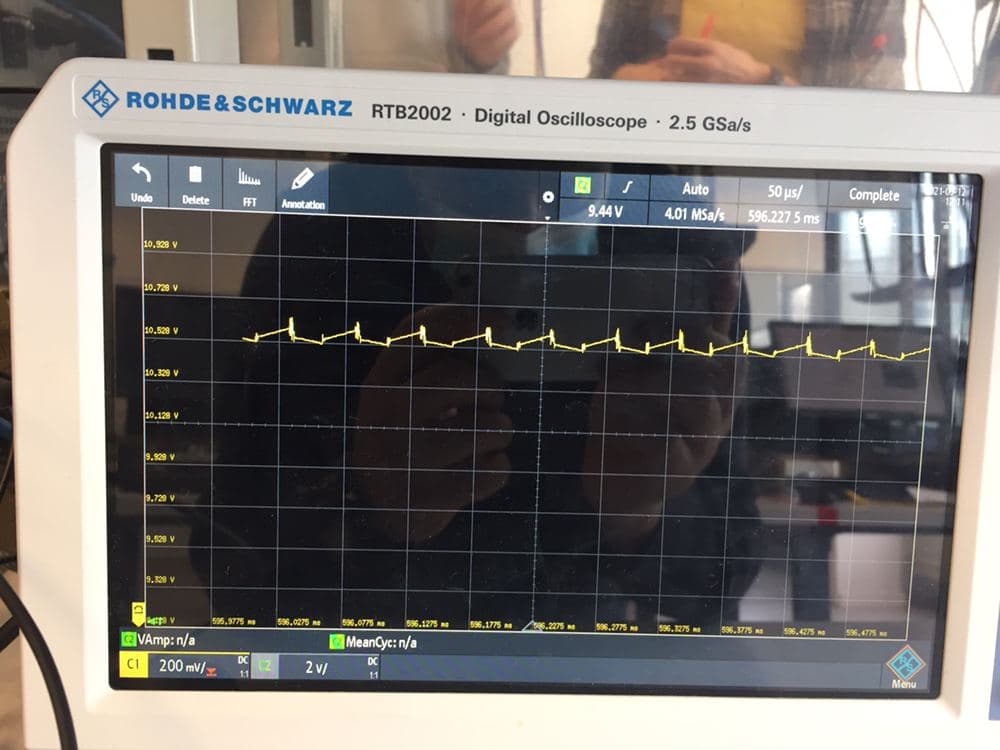 R S ROHDE&SCHWARZ RTB2002 · Digital Oscilloscope · 2.5 GSa/s
Undo Delete FFT Annotation
C2 Auto 50 µs/ Complete
9.44 V 4.01 MSa/s 596.227 5 ms
10.928 V
10.728 V
10.528 V
10.328 V
10.128 V
9.928 V
9.728 V
9.528 V
9.328 V
595.9775 ms 596.0275 ms 596.0775 ms 596.1275 ms 596.1775 ms 596.2275 ms 596.2775 ms 596.3275 ms 596.3775 ms 596.4275 ms 596.4775 ms
VAmp: n/a MeanCyc: n/a
C1 200 mV/ DC 1:1 C2 2 V/ DC 1:1
R S
Menu